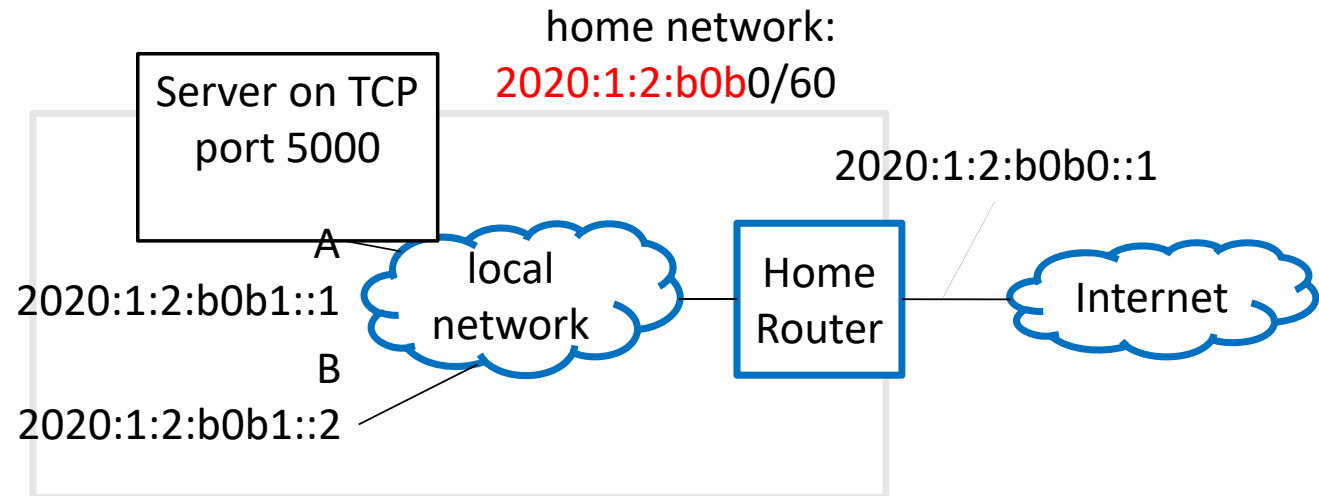 home network:
2020:1:2:b0b0/60
Server on TCP
port 5000
2020:1:2:b0b0::1
A
2020:1:2:b0b1::1
B
2020:1:2:b0b1::2
local
network
Home
Router
Internet